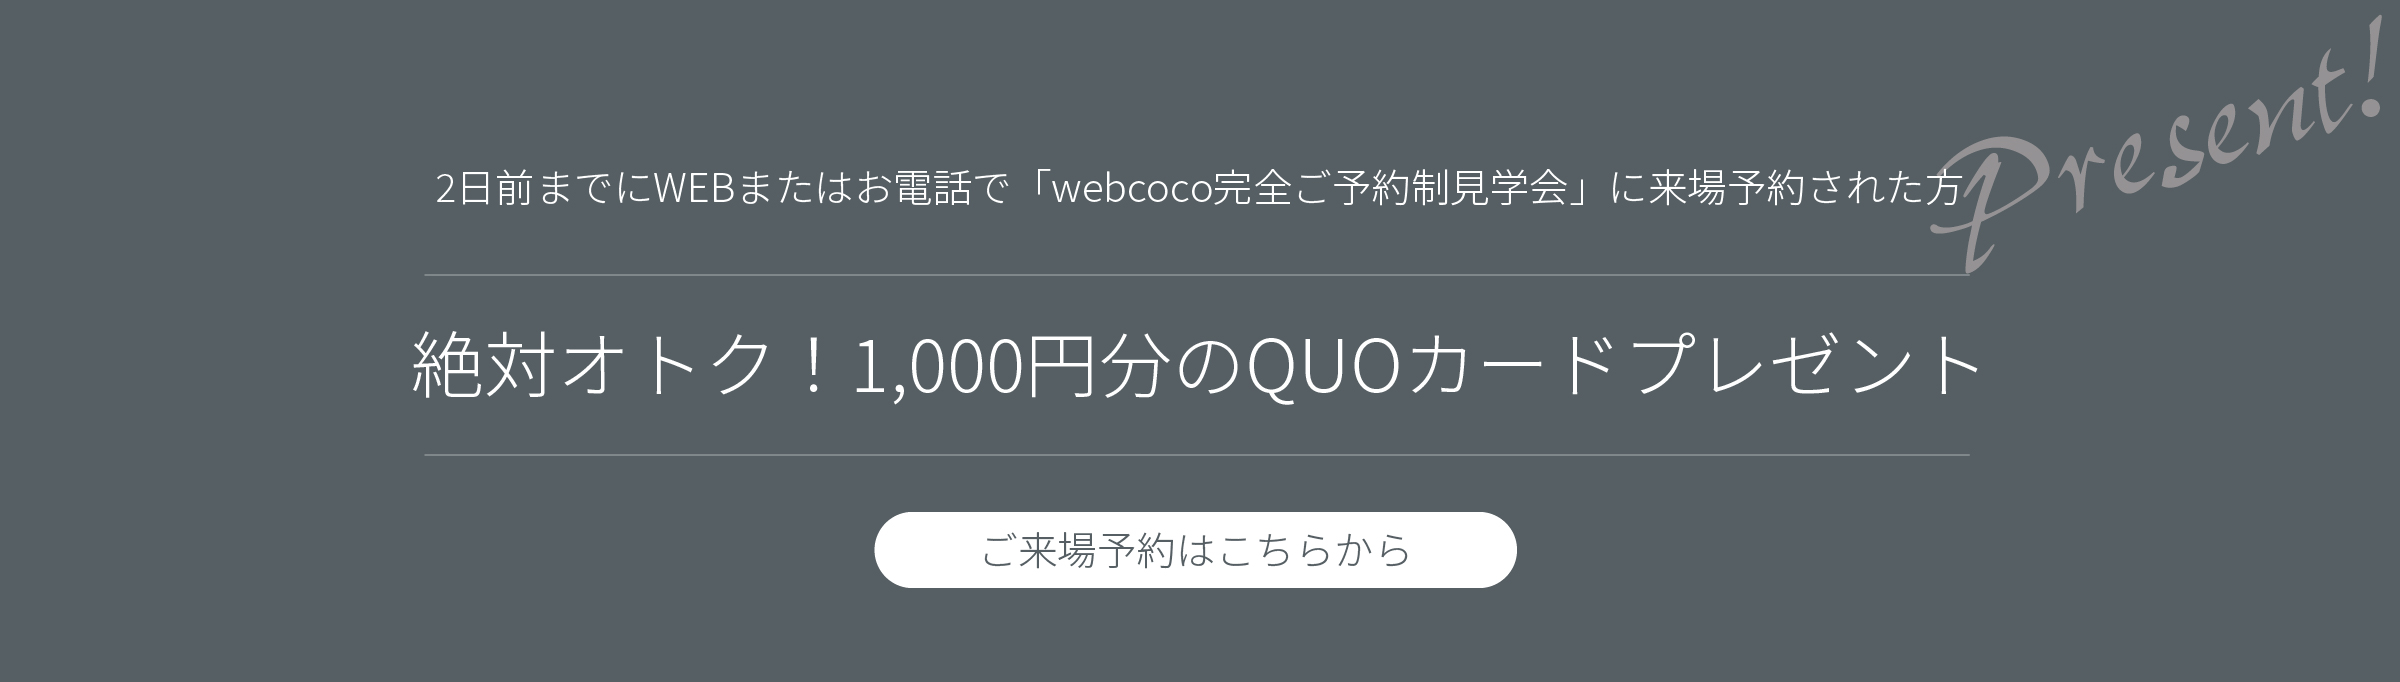 Present!
2日前までにWEBまたはお電話で「webcoco完全ご予約制見学会」に来場予約された方
絶対オトク！1,000円分のQUOカードプレゼント
ご来場予約はこちらから